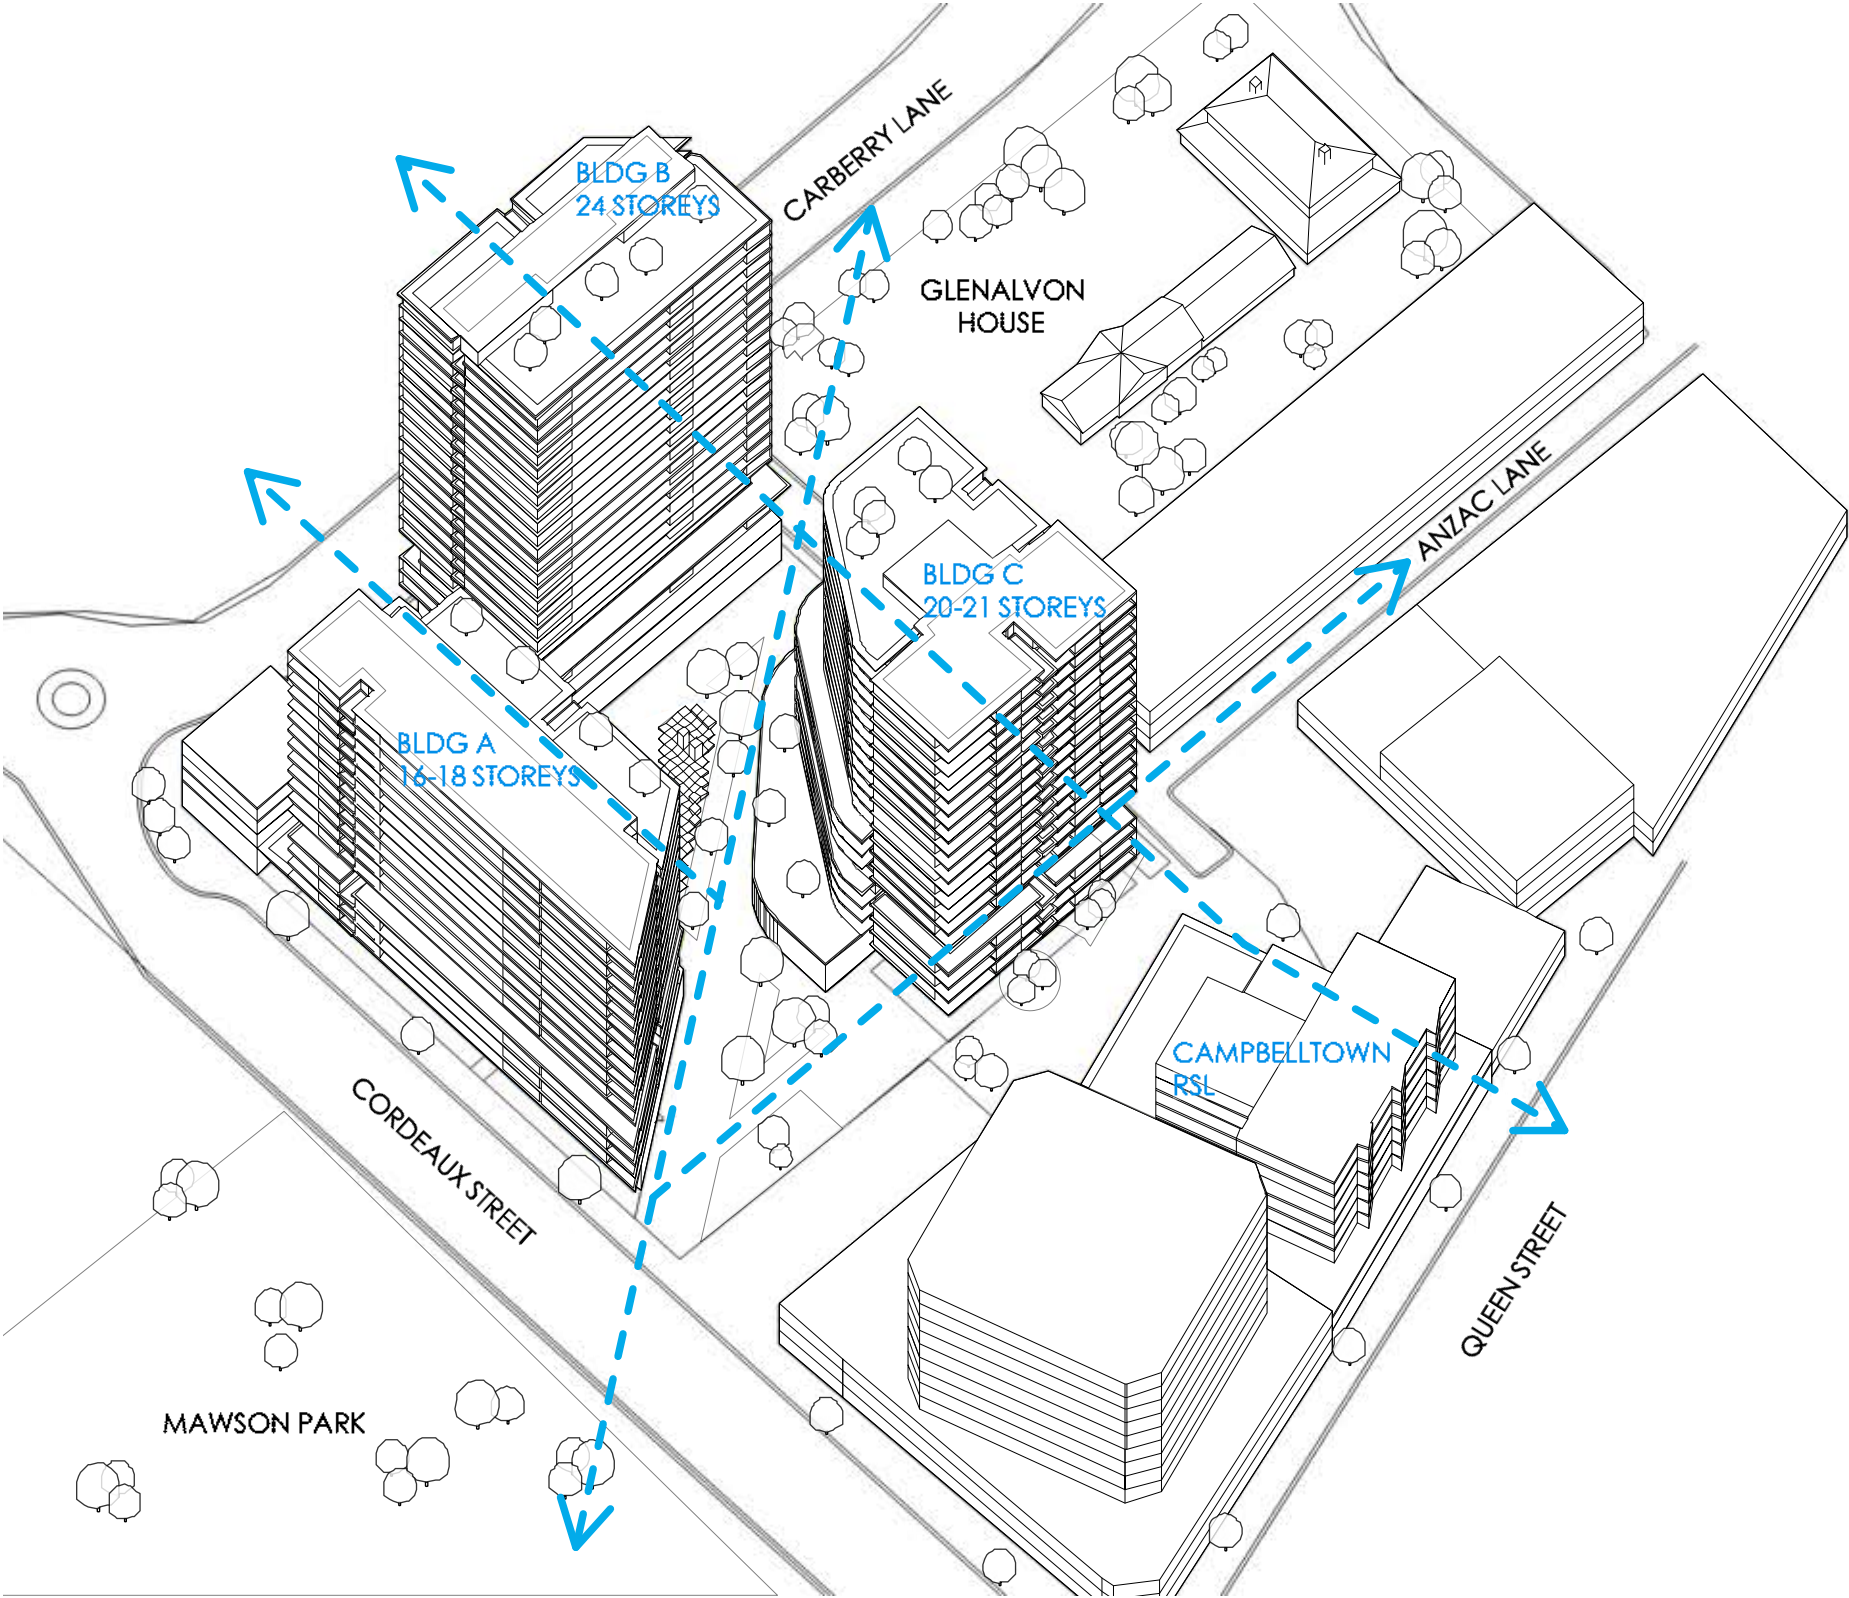 CARBERRY LANE
BLDG B
24 STOREYS
GLENALVON
HOUSE
ANZAC LANE
BLDG C
20-21 STOREYS
BLDG A
16-18 STOREYS
CAMPBELLTOWN
RSL
CORDEAUX STREET
QUEEN STREET
MAWSON PARK